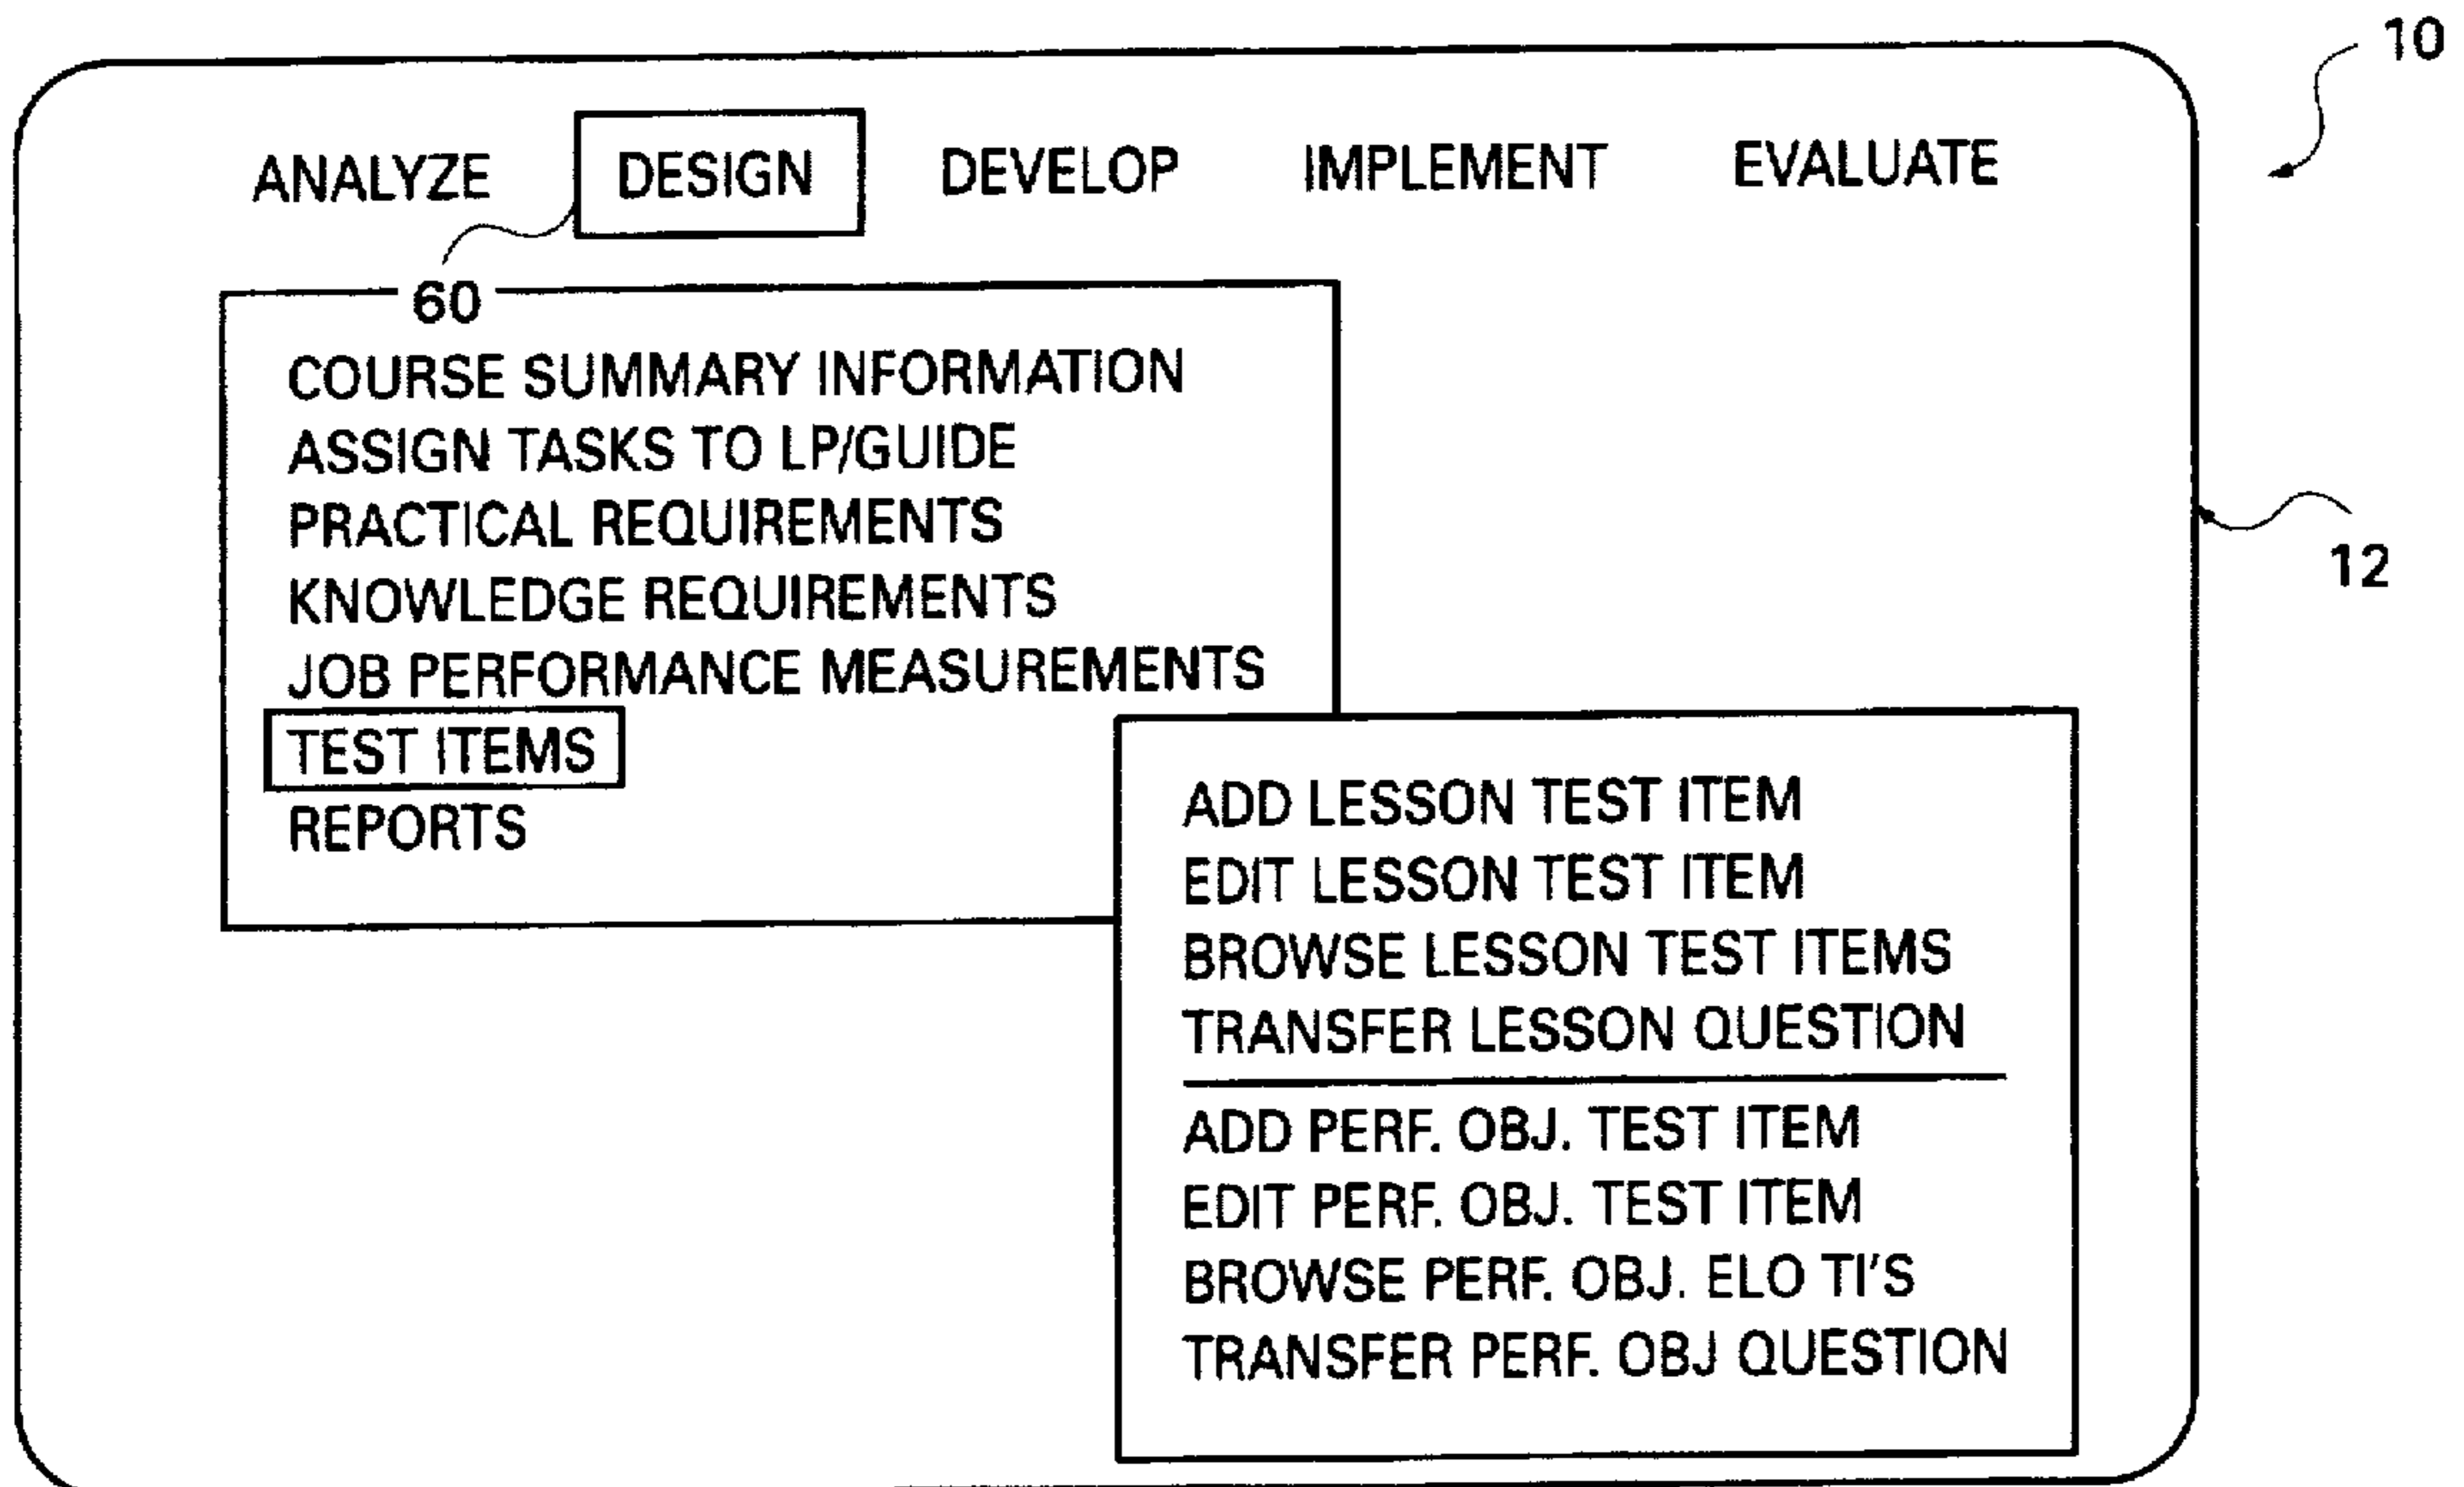 10
ANALYZE DESIGN DEVELOP IMPLEMENT EVALUATE
60
COURSE SUMMARY INFORMATION
ASSIGN TASKS TO LP/GUIDE
PRACTICAL REQUIREMENTS
12
KNOWLEDGE REQUIREMENTS
JOB PERFORMANCE MEASUREMENTS
TEST ITEMS
REPORTS
ADD LESSON TEST ITEM
EDIT LESSON TEST ITEM
BROWSE LESSON TEST ITEMS
TRANSFER LESSON QUESTION
ADD PERF. OBJ. TEST ITEM
EDIT PERF. OBJ. TEST ITEM
BROWSE PERF. OBJ. ELO TI'S
TRANSFER PERF. OBJ QUESTION